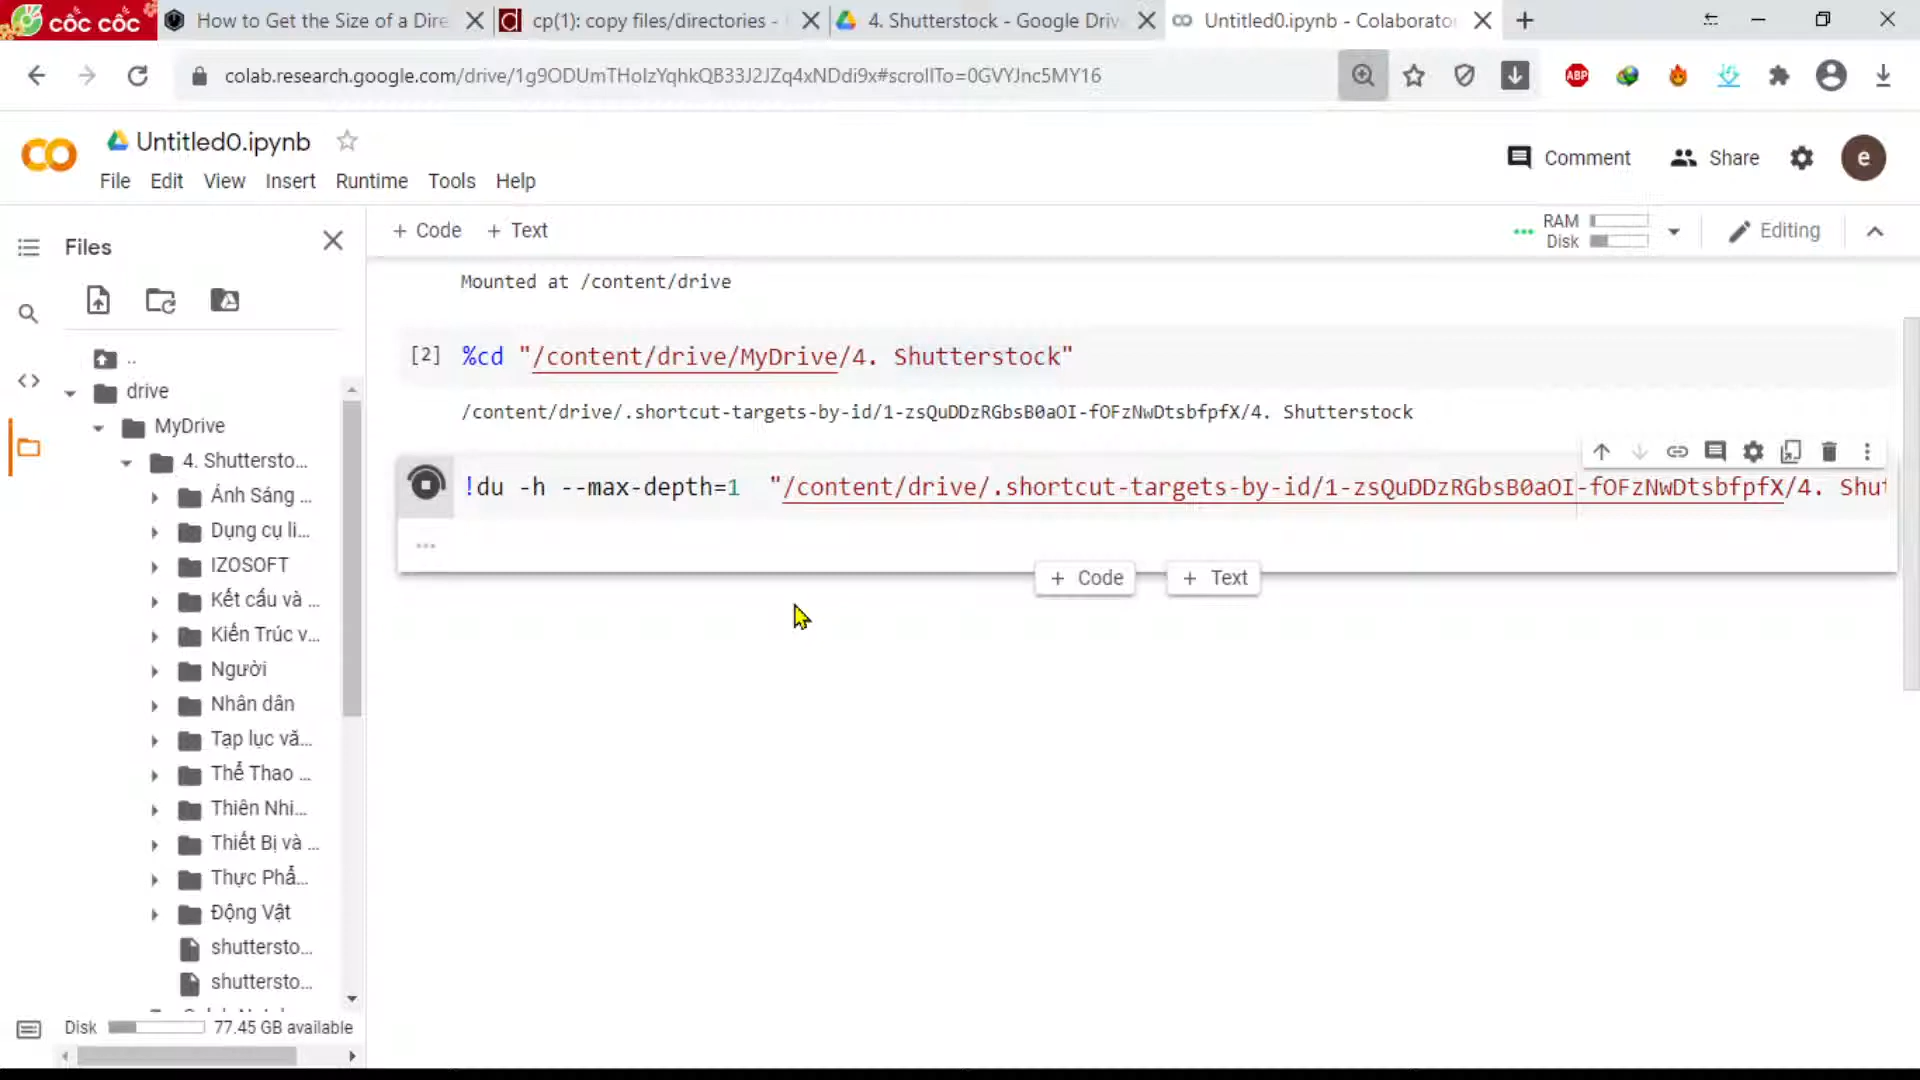 cốc cốc
How to Get the Size of a Dire
cp(1): copy files/directories -
4. Shutterstock - Google Driv
Untitled0.ipynb - Colaborato
colab.research.google.com/drive/1g9ODUmTHoIzYqhkQB33J2JZq4xNDdi9x#scrollTo=0GVYJnc5MY16
ABP
Untitled0.ipynb
Comment
Share
e
File Edit View Insert Runtime Tools Help
Files
+ Code + Text
RAM
Disk
Editing
Mounted at /content/drive
[2] %cd "/content/drive/MyDrive/4. Shutterstock"
/content/drive/.shortcut-targets-by-id/1-zsQuDDzRGbsB0aOI-fOFzNwDtsbfpfX/4. Shutterstock
!du -h --max-depth=1 "/content/drive/.shortcut-targets-by-id/1-zsQuDDzRGbsB0aOI-fOFzNwDtsbfpfX/4. Shut
...
+ Code + Text
..
drive
MyDrive
4. Shuttersto...
Ánh Sáng ...
Dụng cụ li...
IZOSOFT
Kết cấu và ...
Kiến Trúc v...
Người
Nhân dân
Tạp lục vă...
Thể Thao ...
Thiên Nhi...
Thiết Bị và ...
Thực Phẩ...
Động Vật
shuttersto...
shuttersto...
Disk 77.45 GB available